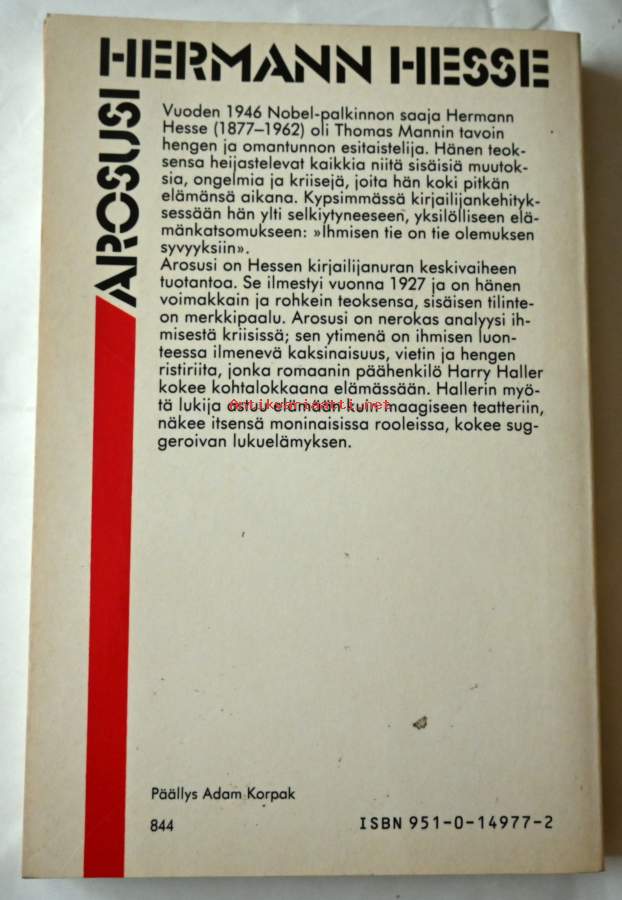 HERMANN HESSE
AROSUSI
Vuoden 1946 Nobel-palkinnon saaja Hermann
Hesse (1877–1962) oli Thomas Mannin tavoin
hengen ja omantunnon esitaistelija. Hänen teok-
sensa heijastelevat kaikkia niitä sisäisiä muutok-
sia, ongelmia ja kriisejä, joita hän koki pitkän
elämänsä aikana. Kypsimmässä kirjailijankehityk-
sessään hän ylti selkiytyneeseen, yksilölliseen elä-
mänkatsomukseen: »Ihmisen tie on tie olemuksen
syvyyksiin».
Arosusi on Hessen kirjailijanuran keskivaiheen
tuotantoa. Se ilmestyi vuonna 1927 ja on hänen
voimakkain ja rohkein teoksensa, sisäisen tilinte-
on merkkipaalu. Arosusi on nerokas analyysi ih-
misestä kriisissä; sen ytimenä on ihmisen luon-
teessa ilmenevä kaksinaisuus, vietin ja hengen
ristiriita, jonka romaanin päähenkilö Harry Haller
kokee kohtalokkaana elämässään. Hallerin myö-
tä lukija astuu elämään kuin maagiseen teatteriin,
näkee itsensä moninaisissa rooleissa, kokee sug-
geroivan lukuelämyksen.
Antikvariaatti.net
Päällys Adam Korpak
844 ISBN 951-0-14977-2